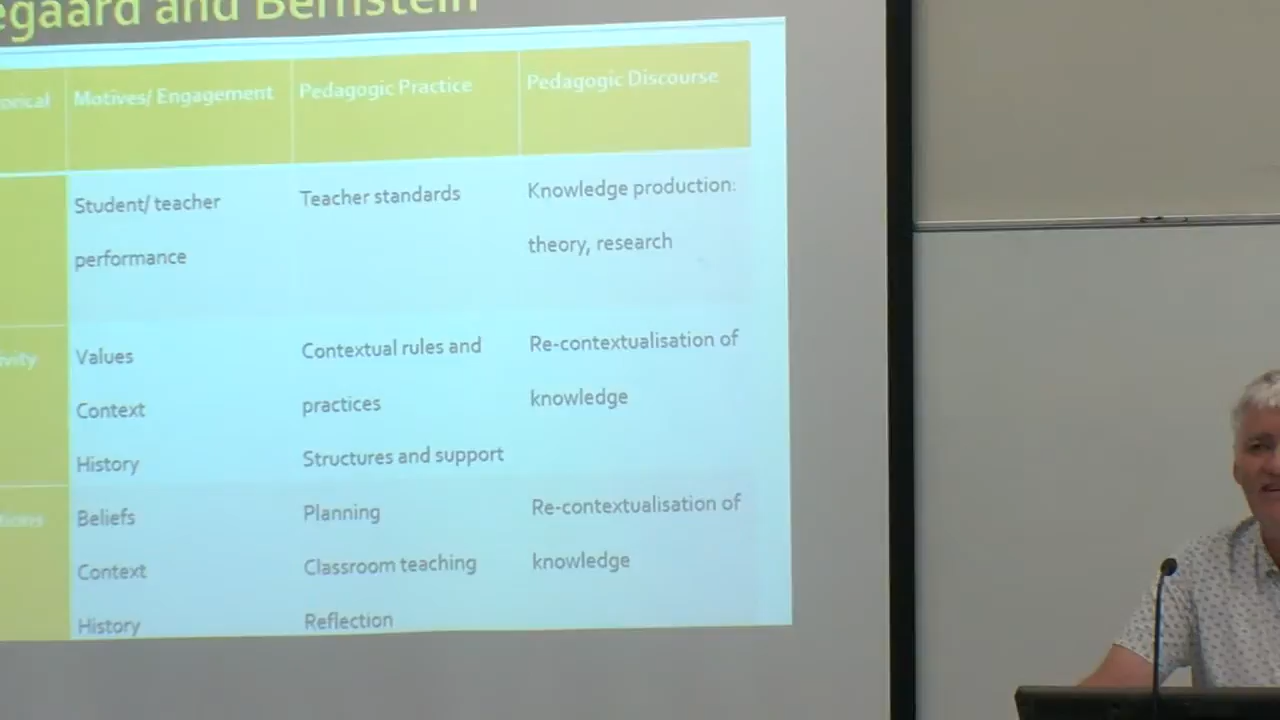 and Bernstein
Motives/ Engagement
Pedagogic Practice
Pedagogic Discourse
Student/ teacher
performance
Teacher standards
Knowledge production:
theory, research
Values
Context
History
Contextual rules and
practices
Structures and support
Re-contextualisation of
knowledge
Beliefs
Context
History
Planning
Classroom teaching
Reflection
Re-contextualisation of
knowledge